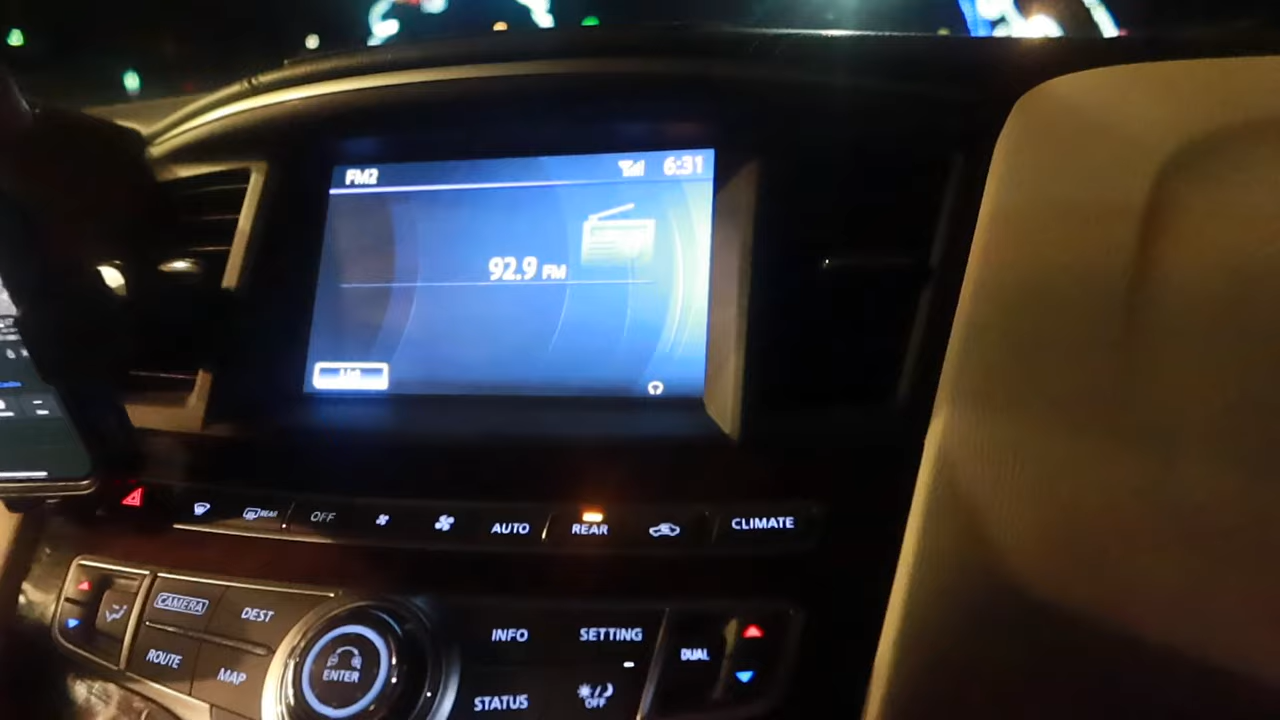 FM2 6:31
92.9 FM
REAR OFF AUTO REAR CLIMATE
CAMERA DEST
ROUTE MAP
ENTER
INFO SETTING
STATUS OFF
DUAL